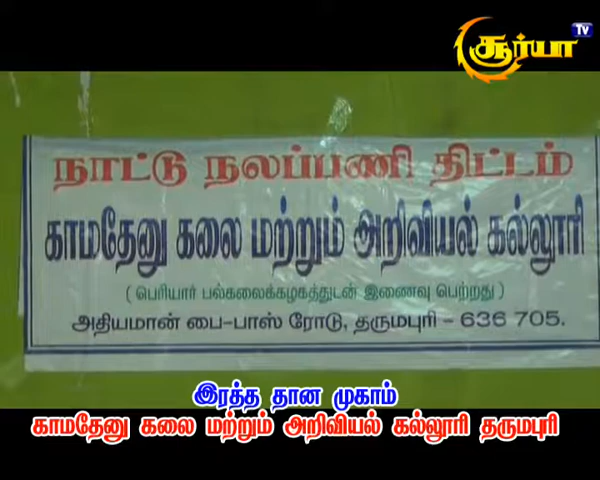 சூர்யா TV
நாட்டு நலப்பணி திட்டம்
காமதேனு கலை மற்றும் அறிவியல் கல்லூரி
( பெரியார் பல்கலைக்கழகத்துடன் இணைவு பெற்றது )
அதியமான் பை-பாஸ் ரோடு, தருமபுரி - 636 705.
இரத்த தான முகாம்
காமதேனு கலை மற்றும் அறிவியல் கல்லூரி தருமபுரி